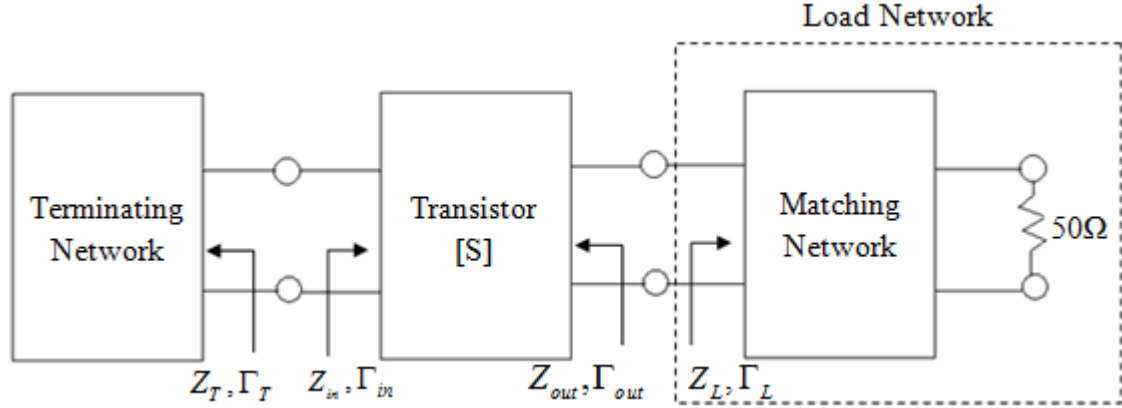 Load Network
Terminating
Network
Transistor
[S]
Matching
Network
50Ω
Z_T, Γ_T
Z_in, Γ_in
Z_out, Γ_out
Z_L, Γ_L